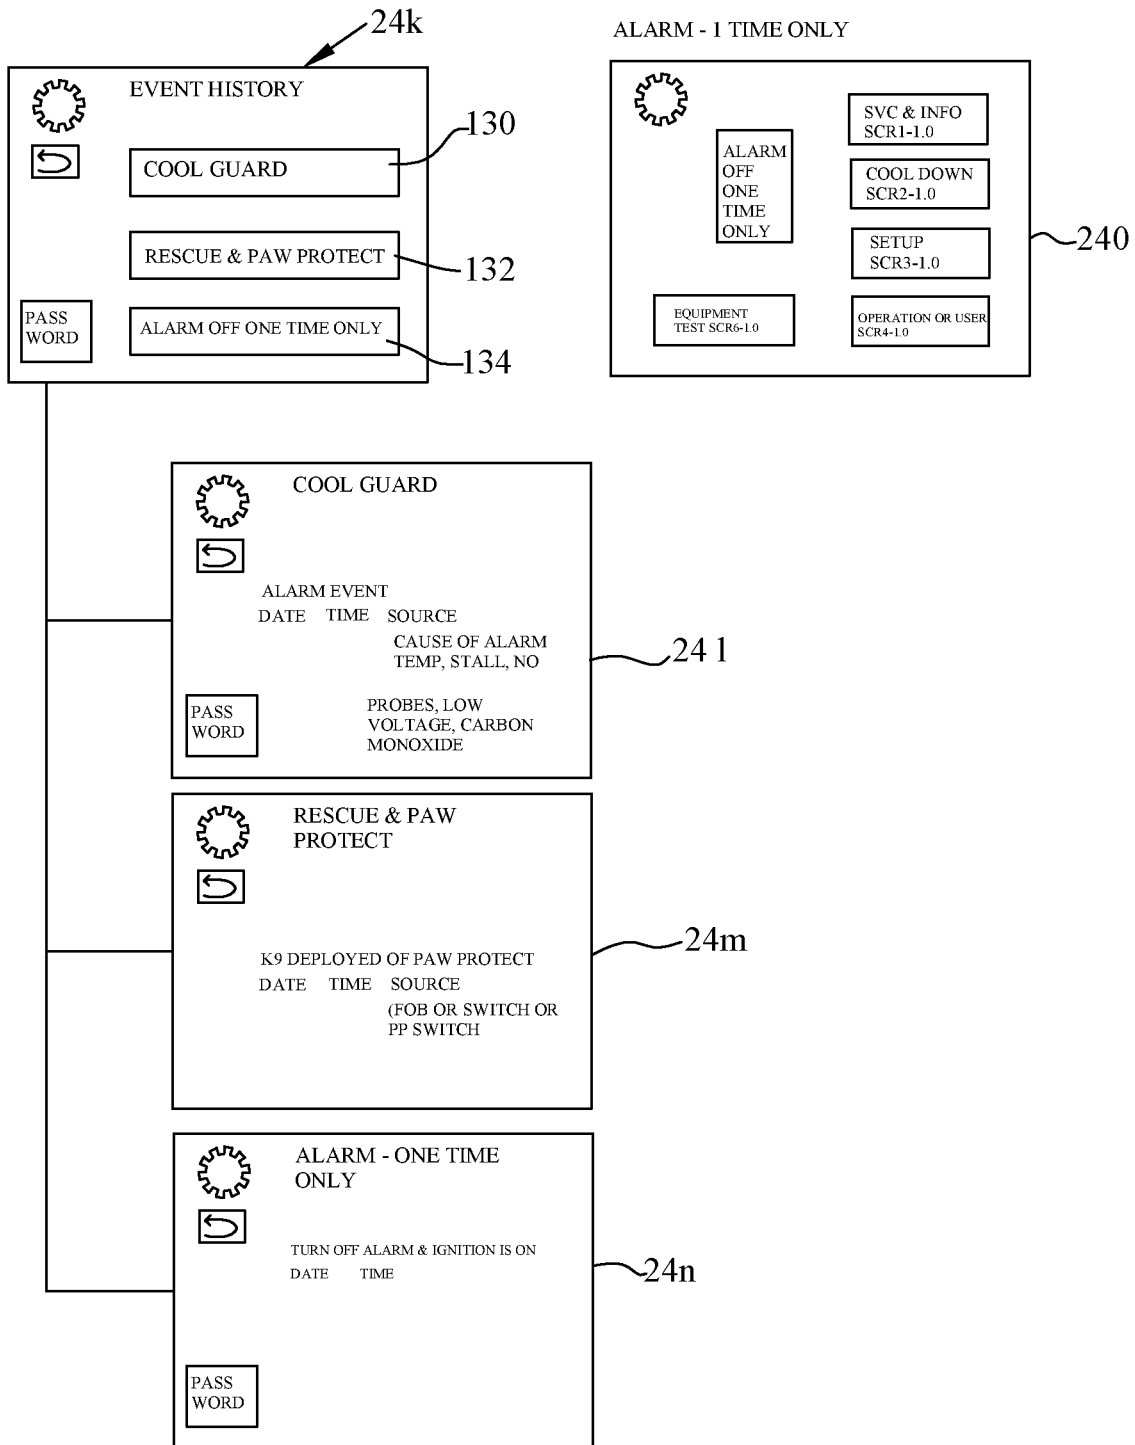 24k
EVENT HISTORY
130
COOL GUARD
RESCUE & PAW PROTECT
132
PASS
WORD
ALARM OFF ONE TIME ONLY
134
ALARM - 1 TIME ONLY
ALARM
OFF
ONE
TIME
ONLY
SVC & INFO
SCR1-1.0
COOL DOWN
SCR2-1.0
SETUP
SCR3-1.0
240
EQUIPMENT
TEST SCR6-1.0
OPERATION OR USER
SCR4-1.0
COOL GUARD
ALARM EVENT
DATE TIME SOURCE
CAUSE OF ALARM
TEMP, STALL, NO
24 l
PROBES, LOW
VOLTAGE, CARBON
MONOXIDE
PASS
WORD
RESCUE & PAW
PROTECT
24m
K9 DEPLOYED OF PAW PROTECT
DATE TIME SOURCE
(FOB OR SWITCH OR
PP SWITCH
ALARM - ONE TIME
ONLY
TURN OFF ALARM & IGNITION IS ON
DATE TIME
24n
PASS
WORD